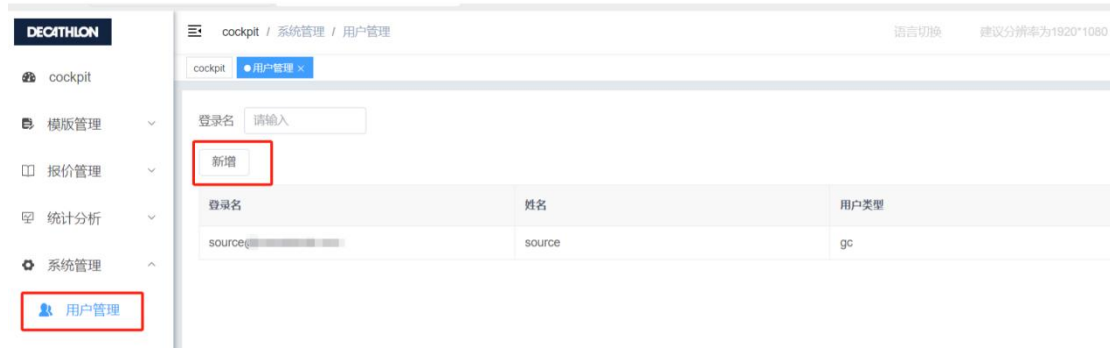 DECATHLON
cockpit / 系统管理 / 用户管理
语言切换
建议分辨率为1920*1080
cockpit
用户管理 ×
cockpit
模版管理
报价管理
统计分析
系统管理
用户管理
登录名 请输入
新增
登录名 姓名 用户类型
source source gc